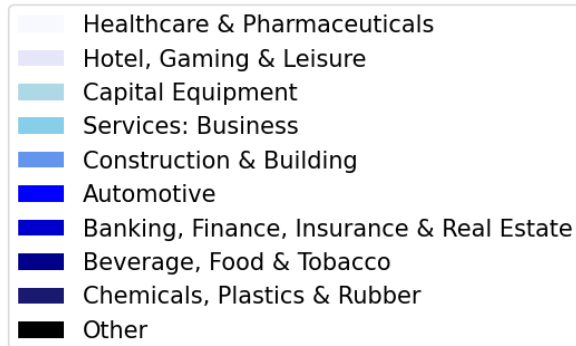 Healthcare & Pharmaceuticals
Hotel, Gaming & Leisure
Capital Equipment
Services: Business
Construction & Building
Automotive
Banking, Finance, Insurance & Real Estate
Beverage, Food & Tobacco
Chemicals, Plastics & Rubber
Other